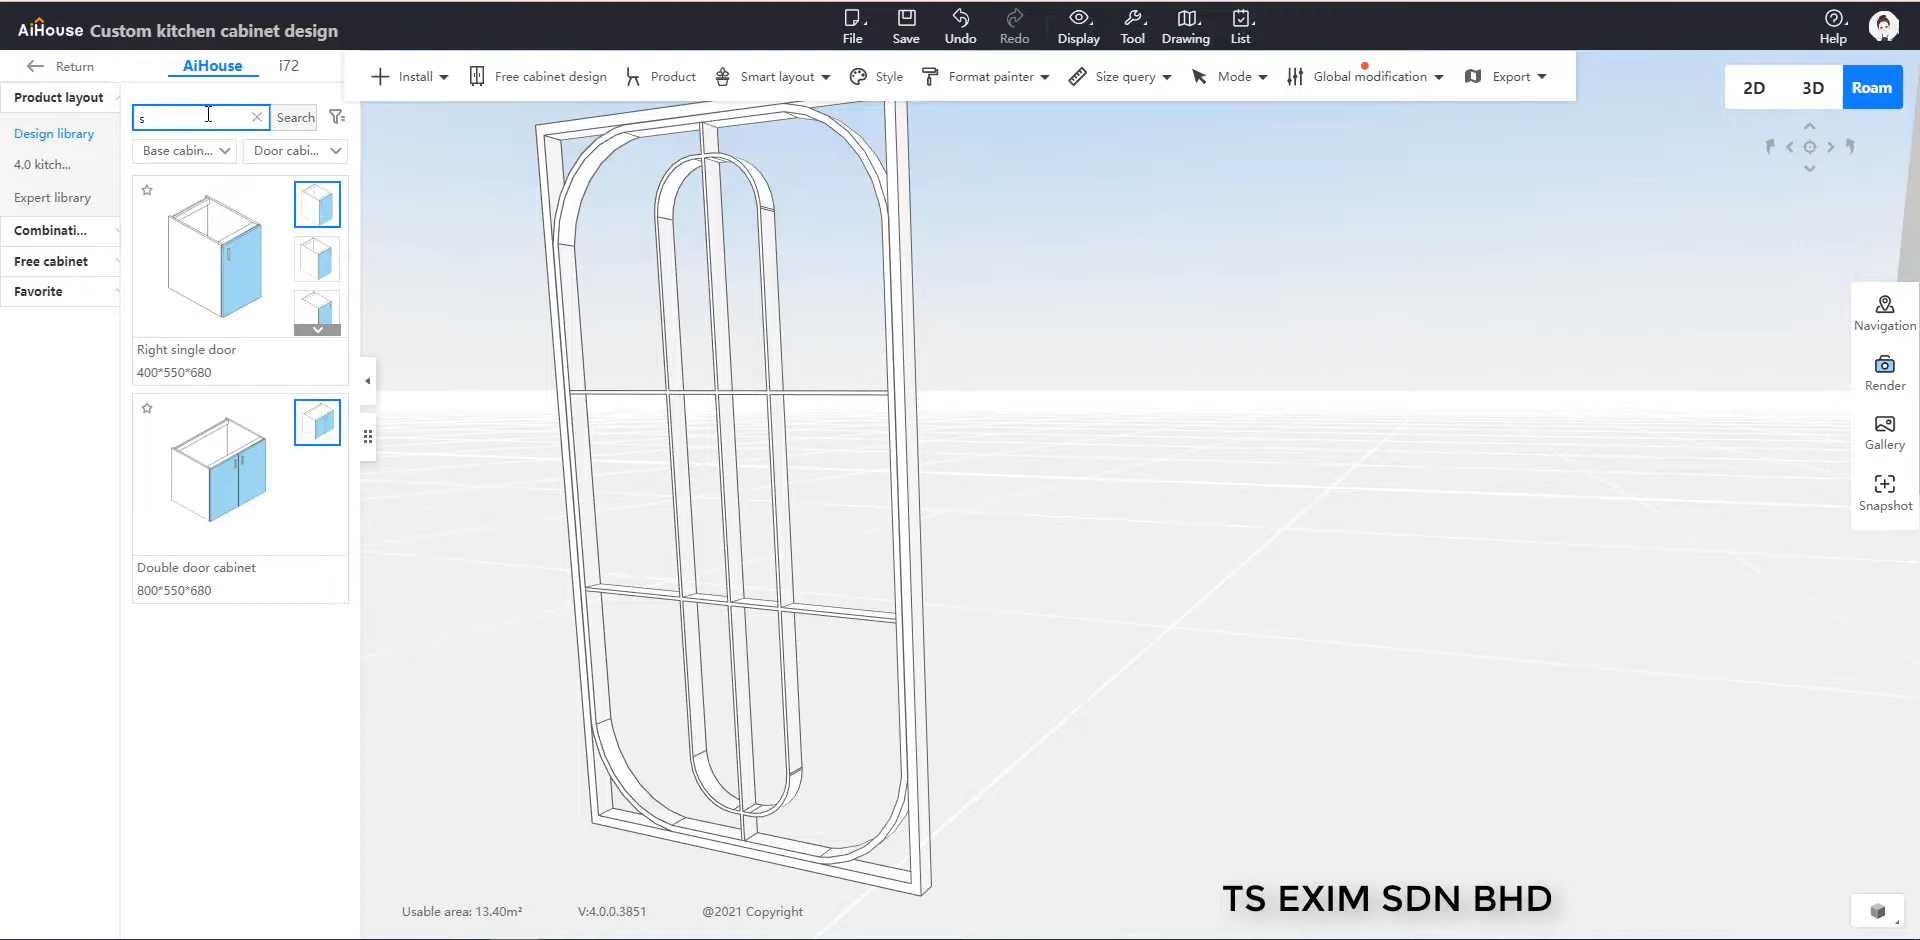 AiHouse Custom kitchen cabinet design
File
Save
Undo
Redo
Display
Tool
Drawing
List
Help
Return
AiHouse
i72
Install
Free cabinet design
Product
Smart layout
Style
Format painter
Size query
Mode
Global modification
Export
2D
3D
Roam
Product layout
Design library
4.0 kitch...
Expert library
Combinati...
Free cabinet
Favorite
s
Search
Base cabin...
Door cabi...
Right single door
400*550*680
Double door cabinet
800*550*680
Navigation
Render
Gallery
Snapshot
Usable area: 13.40m²
V:4.0.0.3851
@2021 Copyright
TS EXIM SDN BHD